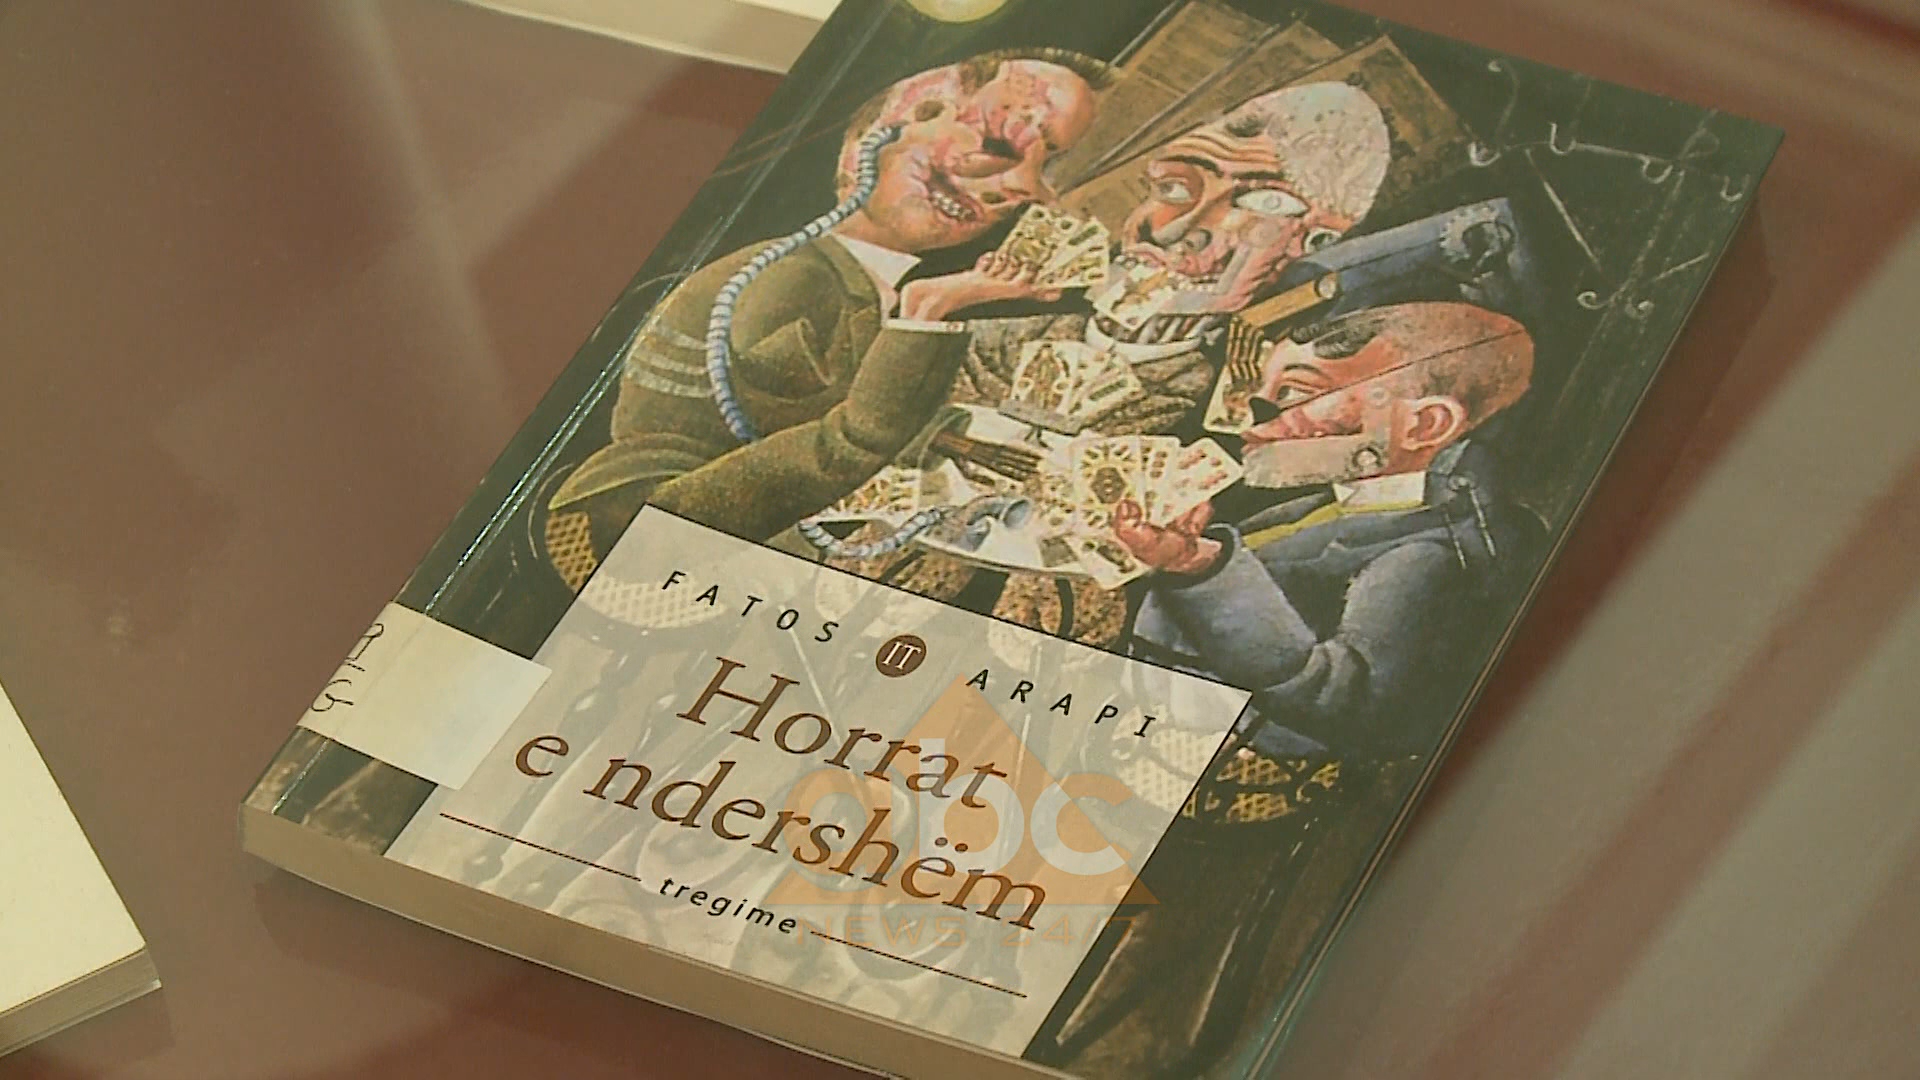 FATOS IT ARAPI
Horrat
e ndershëm
tregime
abc
NEWS 24/7
G